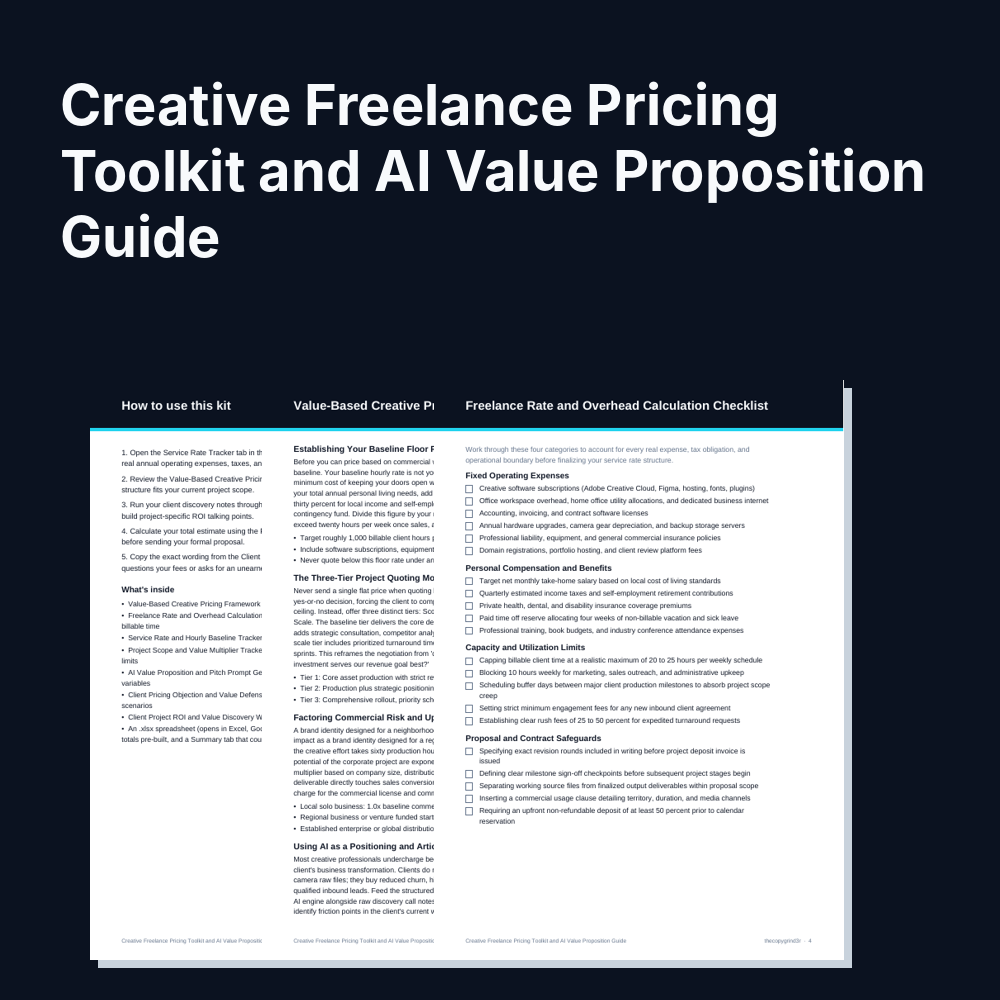 Creative Freelance Pricing
Toolkit and AI Value Proposition
Guide
How to use this kit
1. Open the Service Rate Tracker tab in th
real annual operating expenses, taxes, an
2. Review the Value-Based Creative Pricin
structure fits your current project scope.
3. Run your client discovery notes through
build project-specific ROI talking points.
4. Calculate your total estimate using the
before sending your formal proposal.
5. Copy the exact wording from the Client
questions your fees or asks for an unearne
What's inside
• Value-Based Creative Pricing Framework
• Freelance Rate and Overhead Calculation
billable time
• Service Rate and Hourly Baseline Tracker
• Project Scope and Value Multiplier Tracke
limits
• AI Value Proposition and Pitch Prompt Ge
variables
• Client Pricing Objection and Value Defens
scenarios
• Client Project ROI and Value Discovery W
• An .xlsx spreadsheet (opens in Excel, Goo
totals pre-built, and a Summary tab that cou
Creative Freelance Pricing Toolkit and AI Value Propositic
Value-Based Creative Pr
Establishing Your Baseline Floor
Before you can price based on commercial
baseline. Your baseline hourly rate is not yo
minimum cost of keeping your doors open w
your total annual personal living needs, add
thirty percent for local income and self-emplo
contingency fund. Divide this figure by your
exceed twenty hours per week once sales, a
• Target roughly 1,000 billable client hours
• Include software subscriptions, equipment
• Never quote below this floor rate under an
The Three-Tier Project Quoting Mo
Never send a single flat price when quoting
yes-or-no decision, forcing the client to comp
ceiling. Instead, offer three distinct tiers: Sco
Scale. The baseline tier delivers the core de
adds strategic consultation, competitor analy
scale tier includes prioritized turnaround time
sprints. This reframes the negotiation from 'c
investment serves our revenue goal best?'
• Tier 1: Core asset production with strict re
• Tier 2: Production plus strategic positionin
• Tier 3: Comprehensive rollout, priority sch
Factoring Commercial Risk and Up
A brand identity designed for a neighborhood
impact as a brand identity designed for a reg
the creative effort takes sixty production hou
potential of the corporate project are expone
multiplier based on company size, distributio
deliverable directly touches sales conversion
charge for the commercial license and comm
• Local solo business: 1.0x baseline comme
• Regional business or venture funded start
• Established enterprise or global distributio
Using AI as a Positioning and Artic
Most creative professionals undercharge be
client's business transformation. Clients do n
camera raw files; they buy reduced churn, h
qualified inbound leads. Feed the structured
AI engine alongside raw discovery call notes
identify friction points in the client's current w
Creative Freelance Pricing Toolkit and AI Value Propositic
Freelance Rate and Overhead Calculation Checklist
Work through these four categories to account for every real expense, tax obligation, and
operational boundary before finalizing your service rate structure.
Fixed Operating Expenses
Creative software subscriptions (Adobe Creative Cloud, Figma, hosting, fonts, plugins)
Office workspace overhead, home office utility allocations, and dedicated business internet
Accounting, invoicing, and contract software licenses
Annual hardware upgrades, camera gear depreciation, and backup storage servers
Professional liability, equipment, and general commercial insurance policies
Domain registrations, portfolio hosting, and client review platform fees
Personal Compensation and Benefits
Target net monthly take-home salary based on local cost of living standards
Quarterly estimated income taxes and self-employment retirement contributions
Private health, dental, and disability insurance coverage premiums
Paid time off reserve allocating four weeks of non-billable vacation and sick leave
Professional training, book budgets, and industry conference attendance expenses
Capacity and Utilization Limits
Capping billable client time at a realistic maximum of 20 to 25 hours per weekly schedule
Blocking 10 hours weekly for marketing, sales outreach, and administrative upkeep
Scheduling buffer days between major client production milestones to absorb project scope
creep
Setting strict minimum engagement fees for any new inbound client agreement
Establishing clear rush fees of 25 to 50 percent for expedited turnaround requests
Proposal and Contract Safeguards
Specifying exact revision rounds included in writing before project deposit invoice is
issued
Defining clear milestone sign-off checkpoints before subsequent project stages begin
Separating working source files from finalized output deliverables within proposal scope
Inserting a commercial usage clause detailing territory, duration, and media channels
Requiring an upfront non-refundable deposit of at least 50 percent prior to calendar
reservation
Creative Freelance Pricing Toolkit and AI Value Proposition Guide
thecopygrind3r · 4